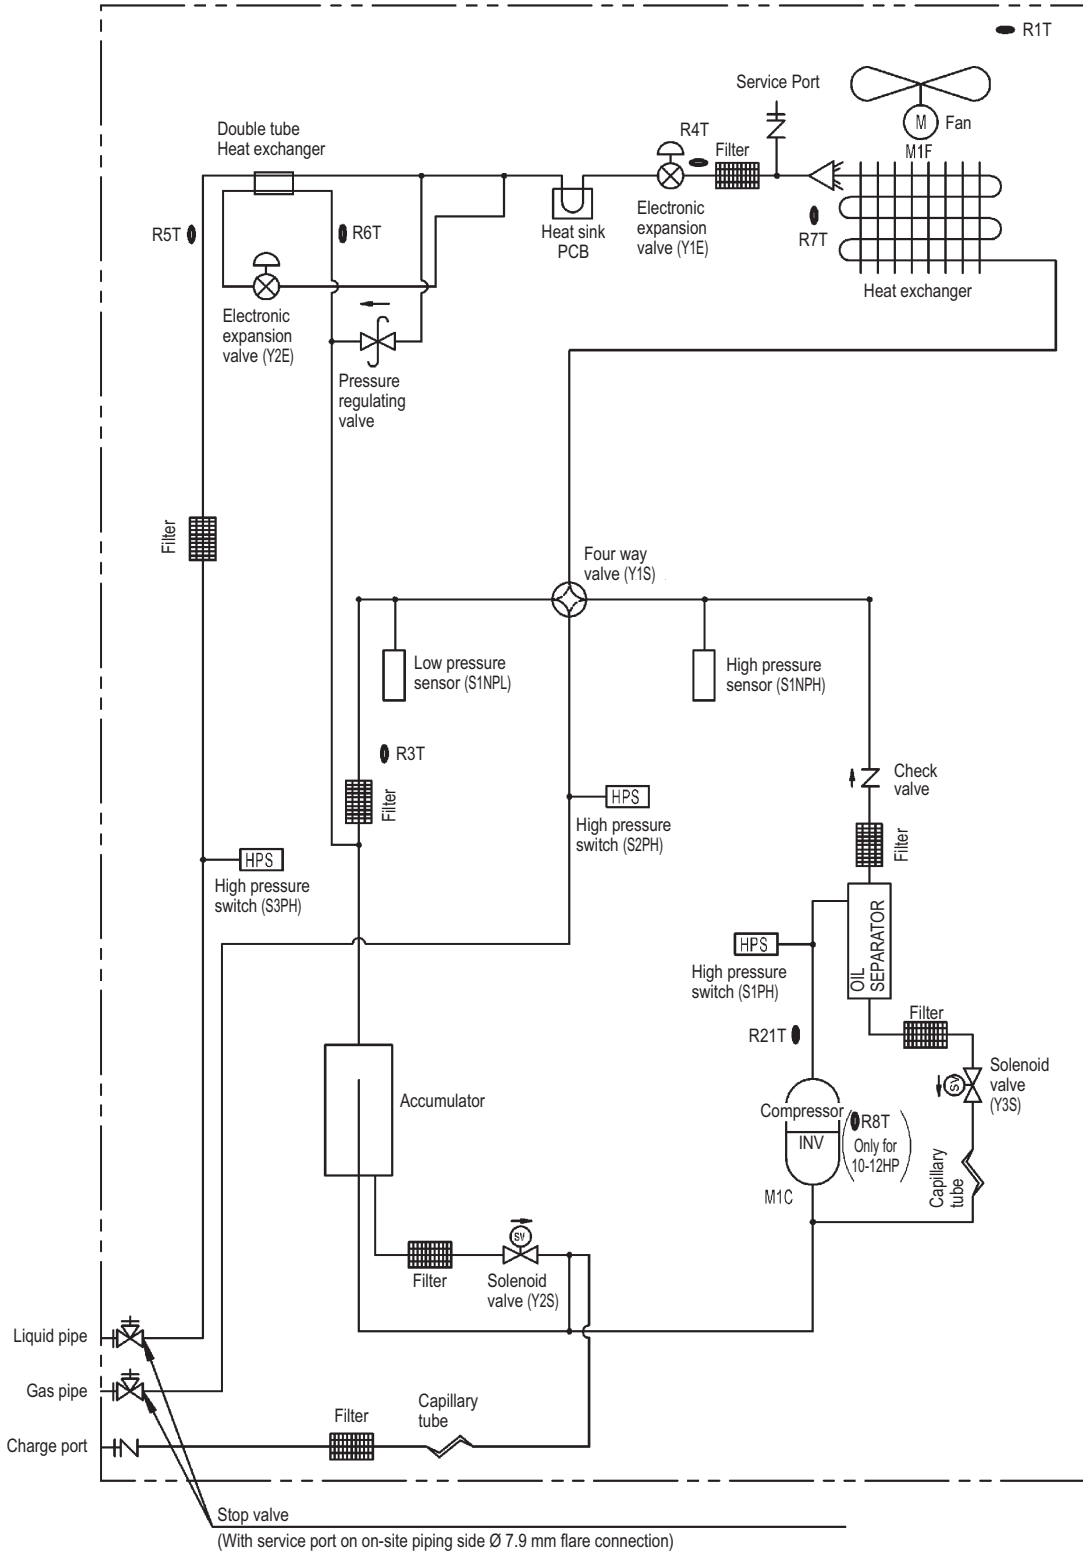 R1T
Service Port
M
Fan
M1F
Double tube
Heat exchanger
R4T
Filter
R5T
R6T
Heat sink
PCB
Electronic
expansion
valve (Y1E)
R7T
Heat exchanger
Electronic
expansion
valve (Y2E)
Pressure
regulating
valve
Filter
Four way
valve (Y1S)
Low pressure
sensor (S1NPL)
High pressure
sensor (S1NPH)
R3T
Filter
HPS
High pressure
switch (S2PH)
Check
valve
Filter
HPS
High pressure
switch (S3PH)
OIL
SEPARATOR
HPS
High pressure
switch (S1PH)
R21T
Filter
SV
Solenoid
valve
(Y3S)
Accumulator
Compressor
INV
R8T
Only for
10-12HP
M1C
Capillary
tube
SV
Filter
Solenoid
valve (Y2S)
Liquid pipe
Gas pipe
Charge port
Filter
Capillary
tube
Stop valve
(With service port on on-site piping side Ø 7.9 mm flare connection)